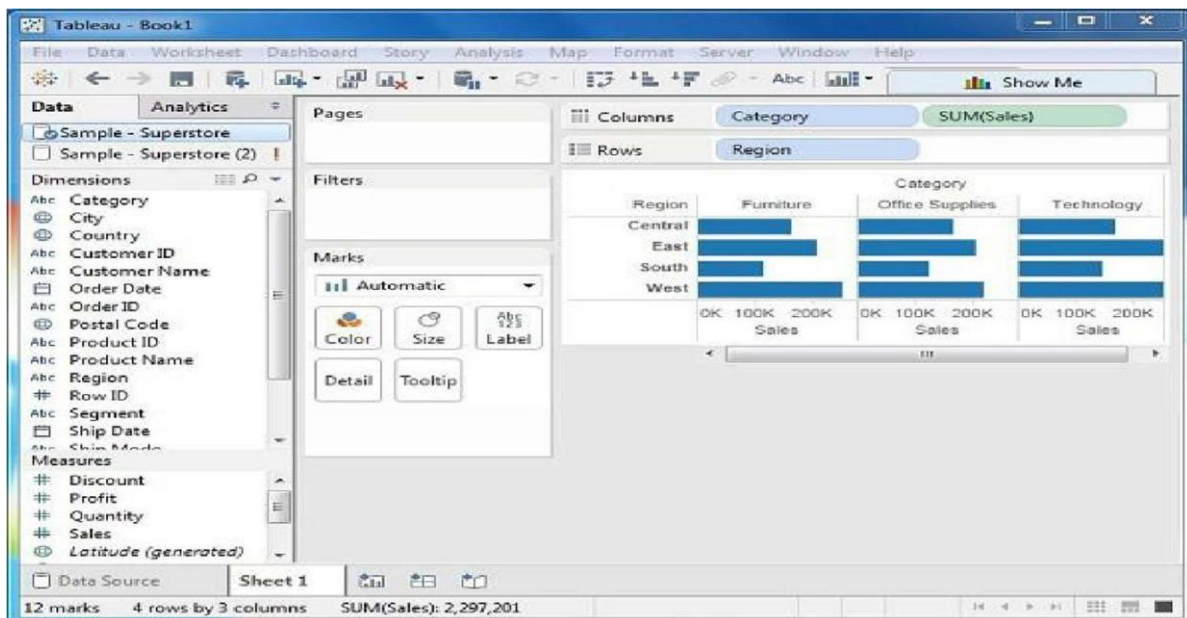 Tableau - Book1
File Data Worksheet Dashboard Story Analysis Map Format Server Window Help
Abc Show Me
Data Analytics
Sample - Superstore
Sample - Superstore (2) !
Dimensions
Abc Category
City
Country
Abc Customer ID
Abc Customer Name
Order Date
Abc Order ID
Postal Code
Abc Product ID
Abc Product Name
Abc Region
# Row ID
Abc Segment
Ship Date
Abc Ship Mode
Measures
# Discount
# Profit
# Quantity
# Sales
Latitude (generated)
Pages
Filters
Marks
Automatic
Color
Size
Abc
123
Label
Detail
Tooltip
Columns Category SUM(Sales)
Rows Region
Category
Region Furniture Office Supplies Technology
Central
East
South
West
0K 100K 200K 0K 100K 200K 0K 100K 200K
Sales Sales Sales
Data Source Sheet 1
12 marks 4 rows by 3 columns SUM(Sales): 2,297,201